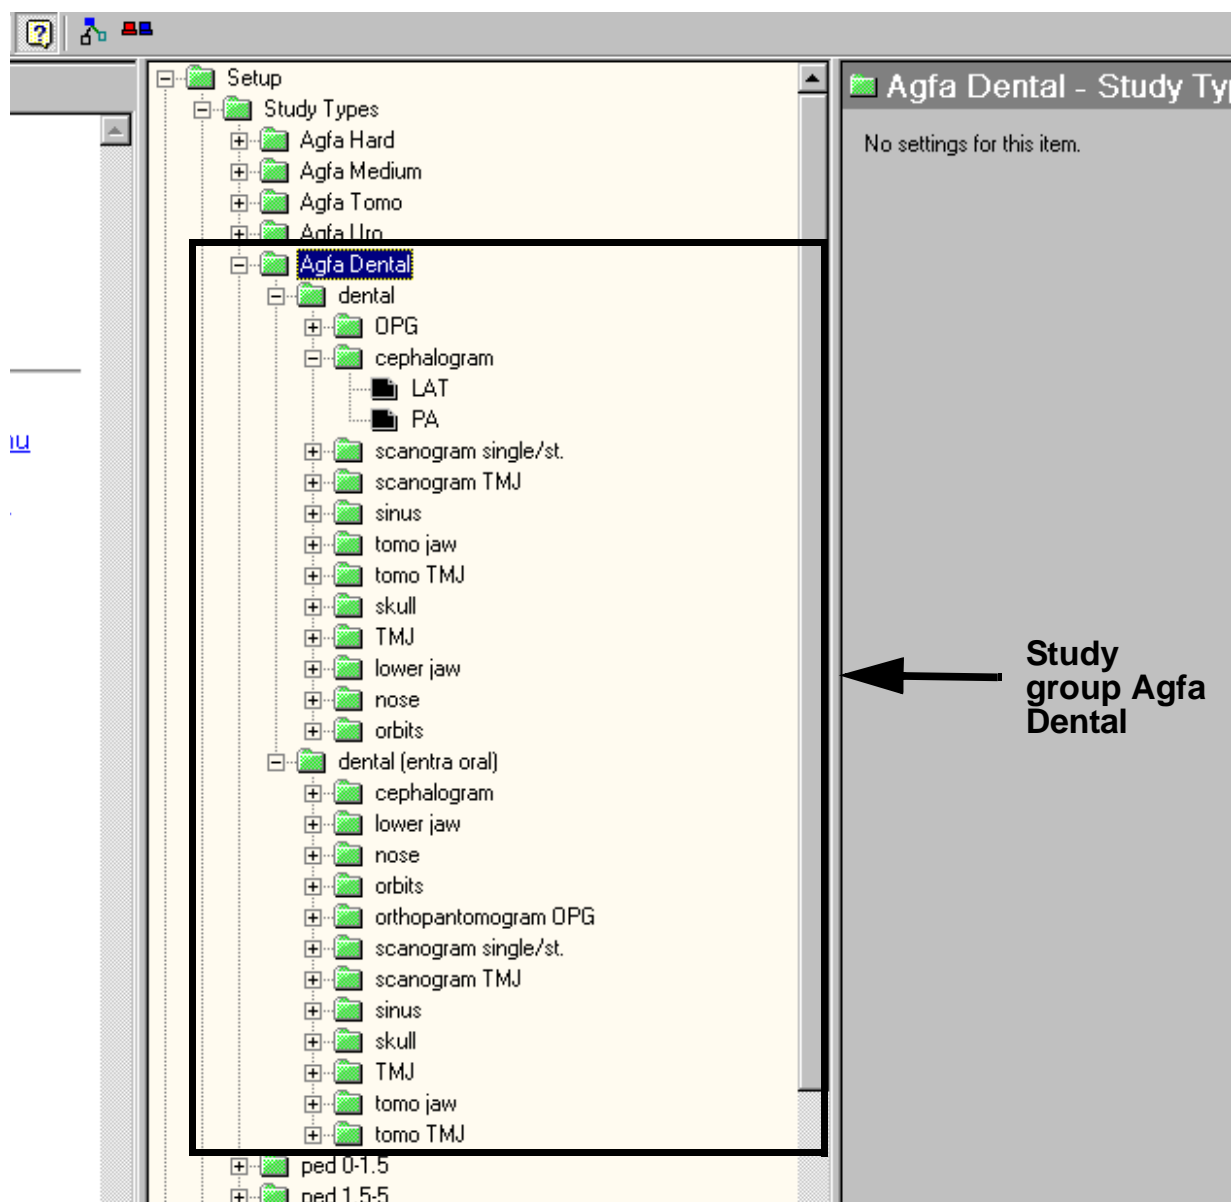 Setup
Study Types
Agfa Hard
Agfa Medium
Agfa Tomo
Agfa Uro
Agfa Dental
dental
OPG
cephalogram
LAT
PA
scanogram single/st.
scanogram TMJ
sinus
tomo jaw
tomo TMJ
skull
TMJ
lower jaw
nose
orbits
dental (entra oral)
cephalogram
lower jaw
nose
orbits
orthopantomogram OPG
scanogram single/st.
scanogram TMJ
sinus
skull
TMJ
tomo jaw
tomo TMJ
ped 0-1.5
ped 1.5-5
Agfa Dental - Study Ty
No settings for this item.
Study
group Agfa
Dental